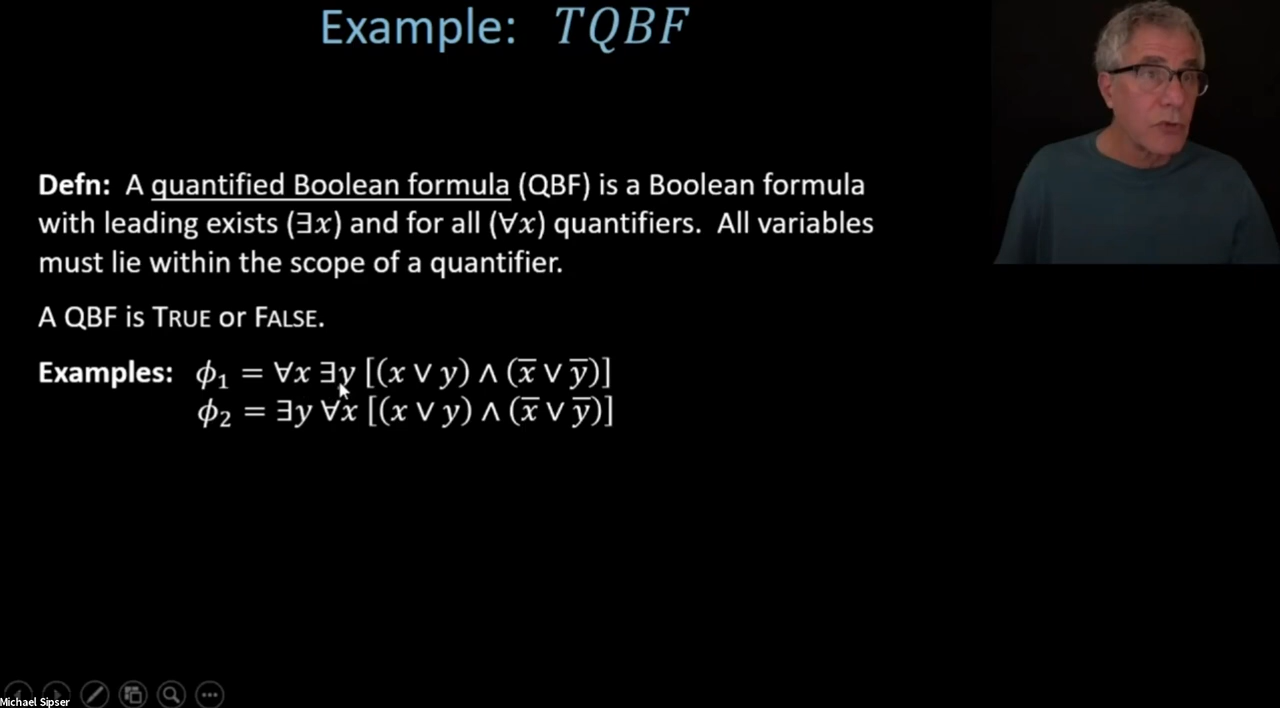 Example: TQBF
Defn: A quantified Boolean formula (QBF) is a Boolean formula
with leading exists (∃x) and for all (∀x) quantifiers. All variables
must lie within the scope of a quantifier.
A QBF is TRUE or FALSE.
Examples: ϕ₁ = ∀x ∃y [(x ∨ y) ∧ (x̅ ∨ y̅)]
ϕ₂ = ∃y ∀x [(x ∨ y) ∧ (x̅ ∨ y̅)]
Michael Sipser